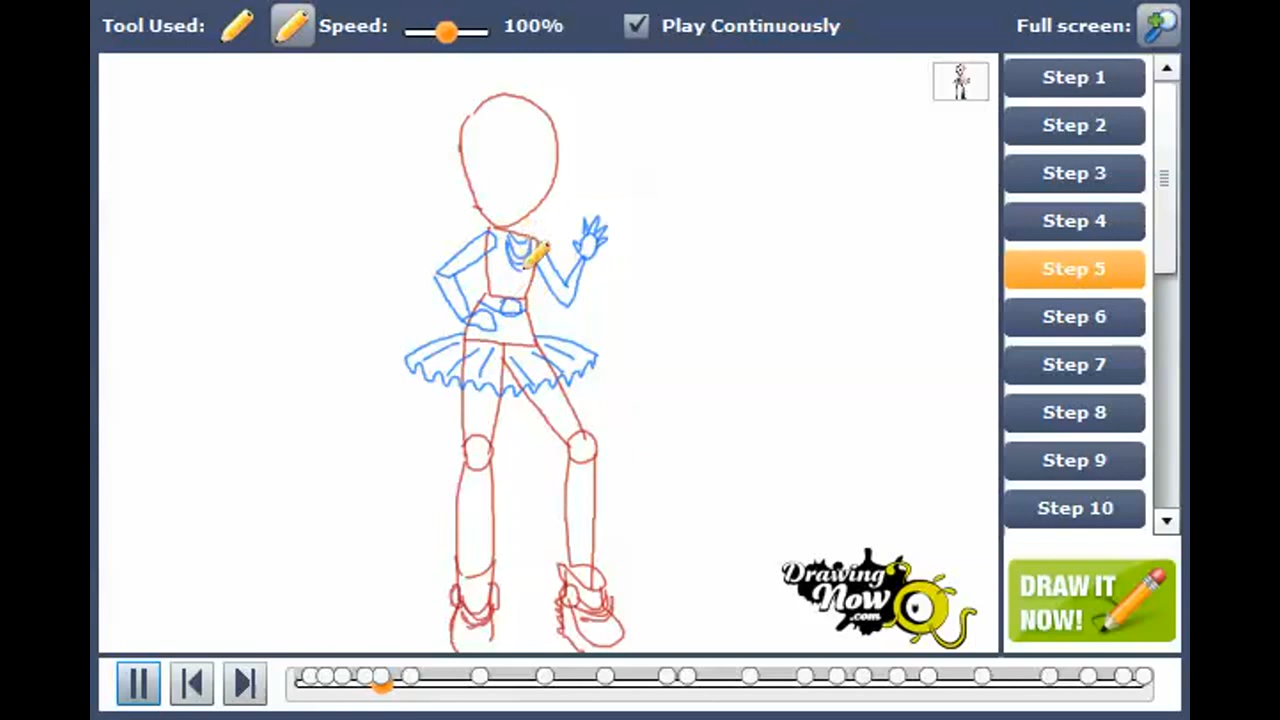 Tool Used:
Speed:
100%
Play Continuously
Full screen:
Step 1
Step 2
Step 3
Step 4
Step 5
Step 6
Step 7
Step 8
Step 9
Step 10
Drawing
Now
.com
DRAW IT
NOW!